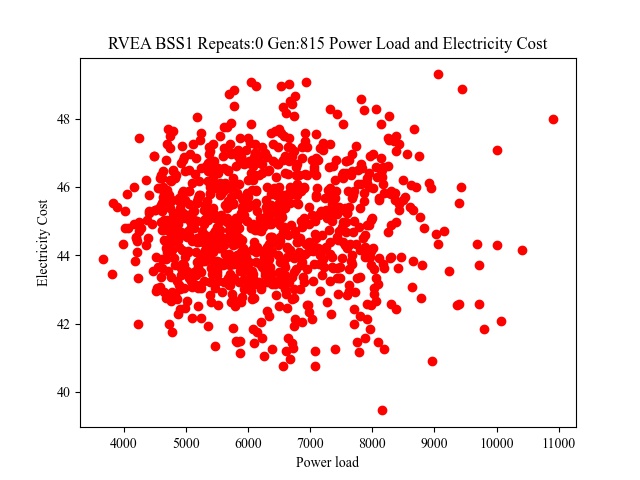 RVEA BSS1 Repeats:0 Gen:815 Power Load and Electricity Cost
48
46
44
42
40
Electricity Cost
4000 5000 6000 7000 8000 9000 10000 11000
Power load